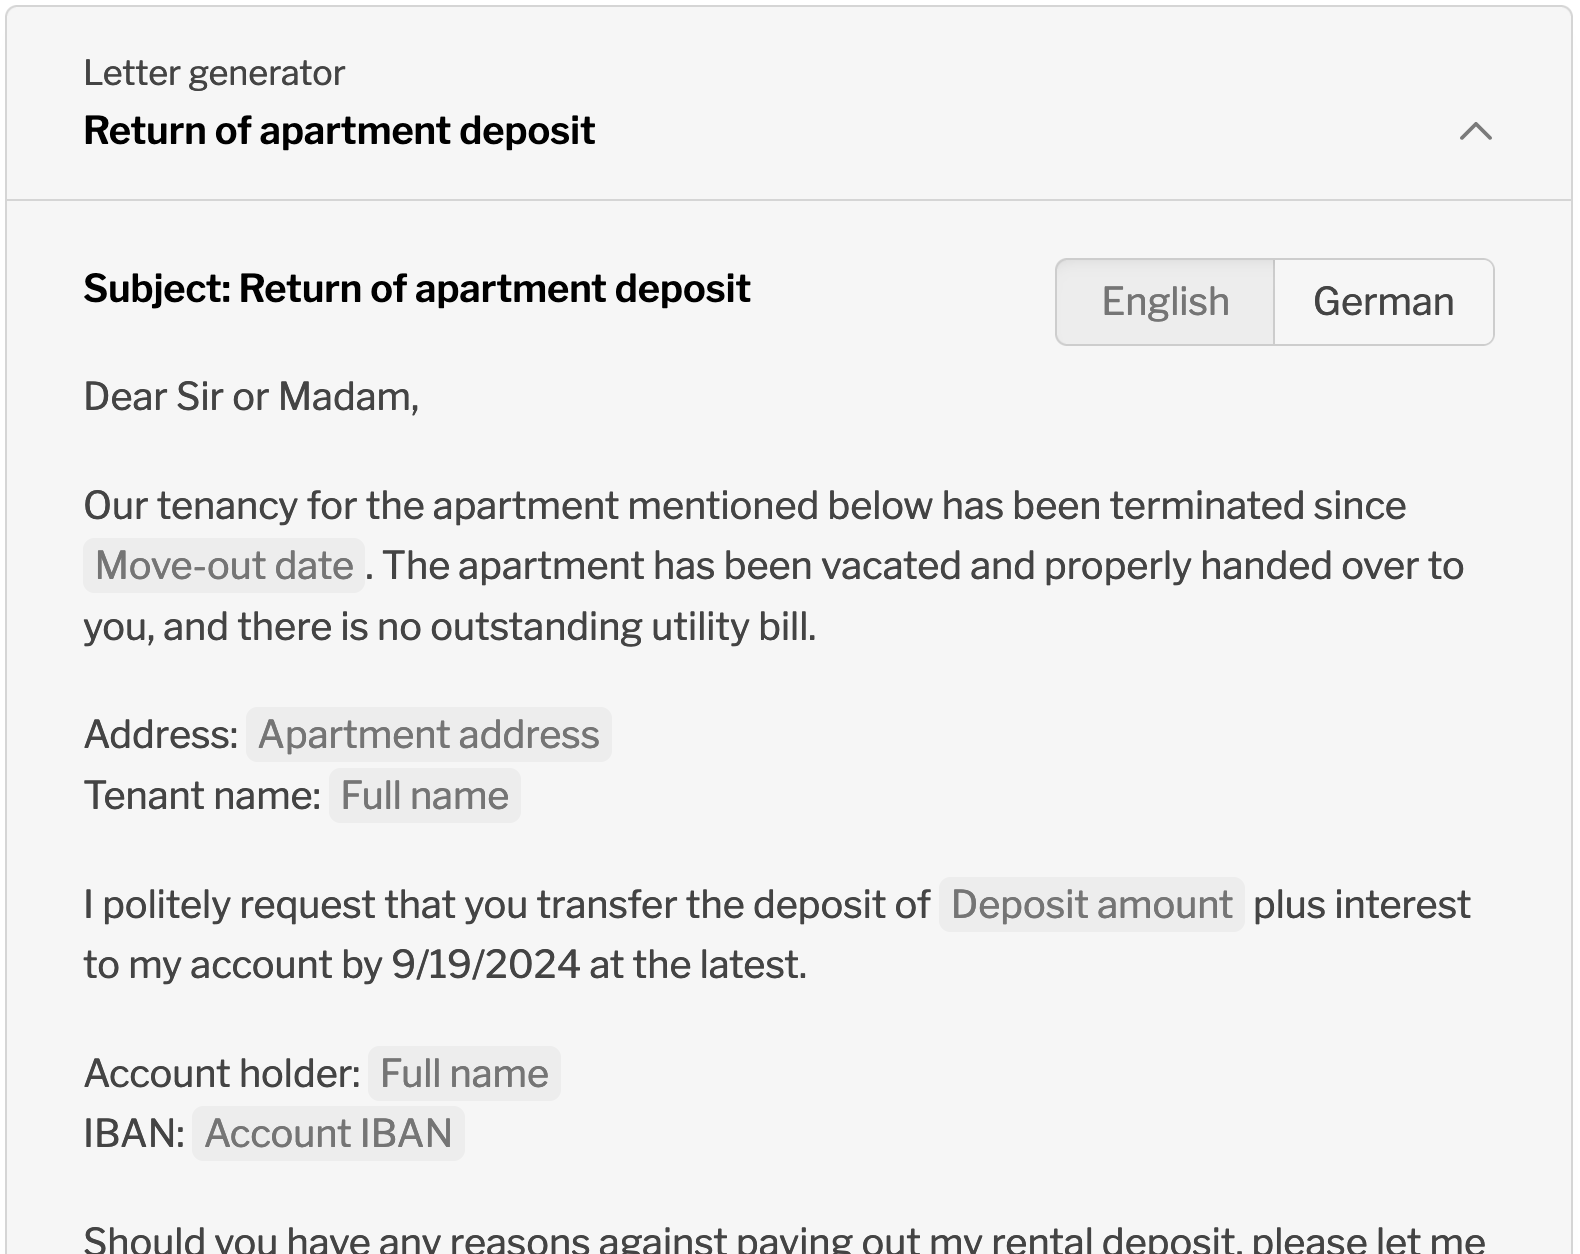 Letter generator
Return of apartment deposit
Subject: Return of apartment deposit
English
German
Dear Sir or Madam,
Our tenancy for the apartment mentioned below has been terminated since
Move-out date . The apartment has been vacated and properly handed over to
you, and there is no outstanding utility bill.
Address: Apartment address
Tenant name: Full name
I politely request that you transfer the deposit of Deposit amount plus interest
to my account by 9/19/2024 at the latest.
Account holder: Full name
IBAN: Account IBAN
Should you have any reasons against paying out my rental deposit, please let me